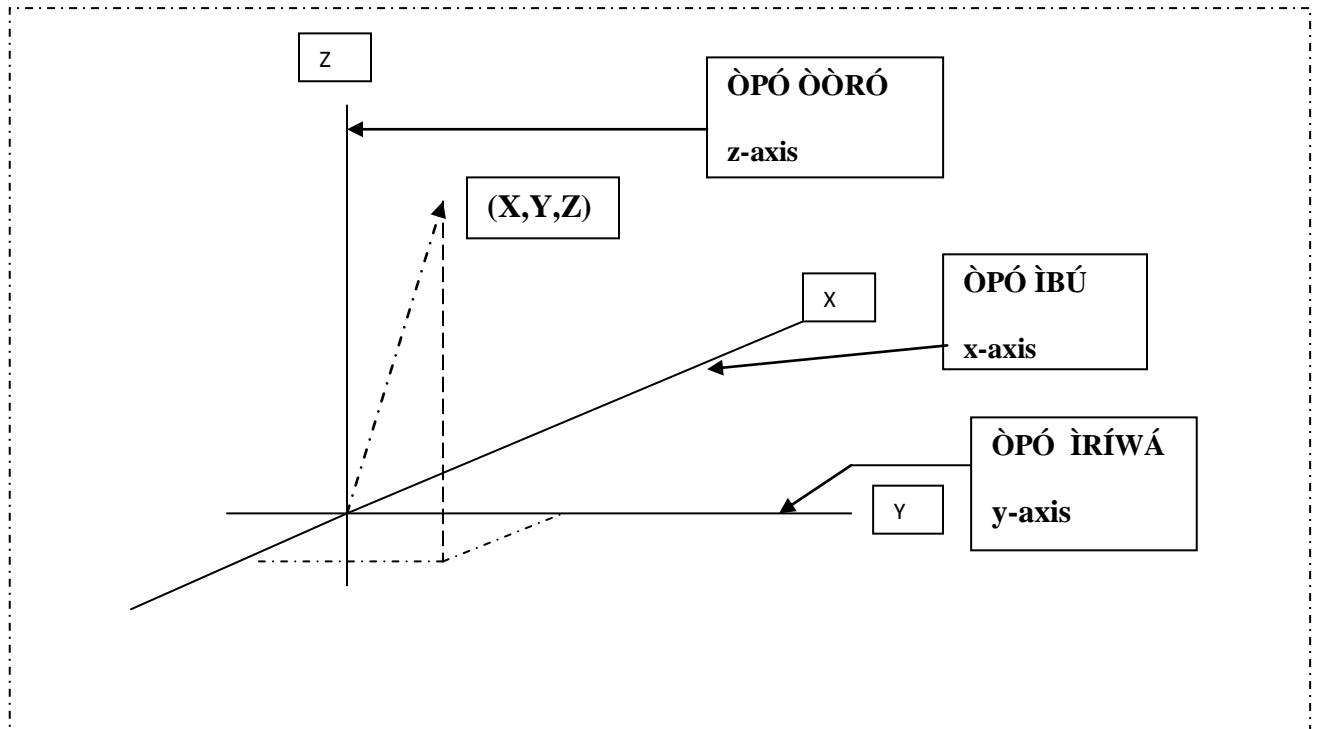 Z
ÒPÓ ÒÒRÓ
z-axis
(X,Y,Z)
X
ÒPÓ ÌBÚ
x-axis
ÒPÓ ÌRÍWÁ
y-axis
Y